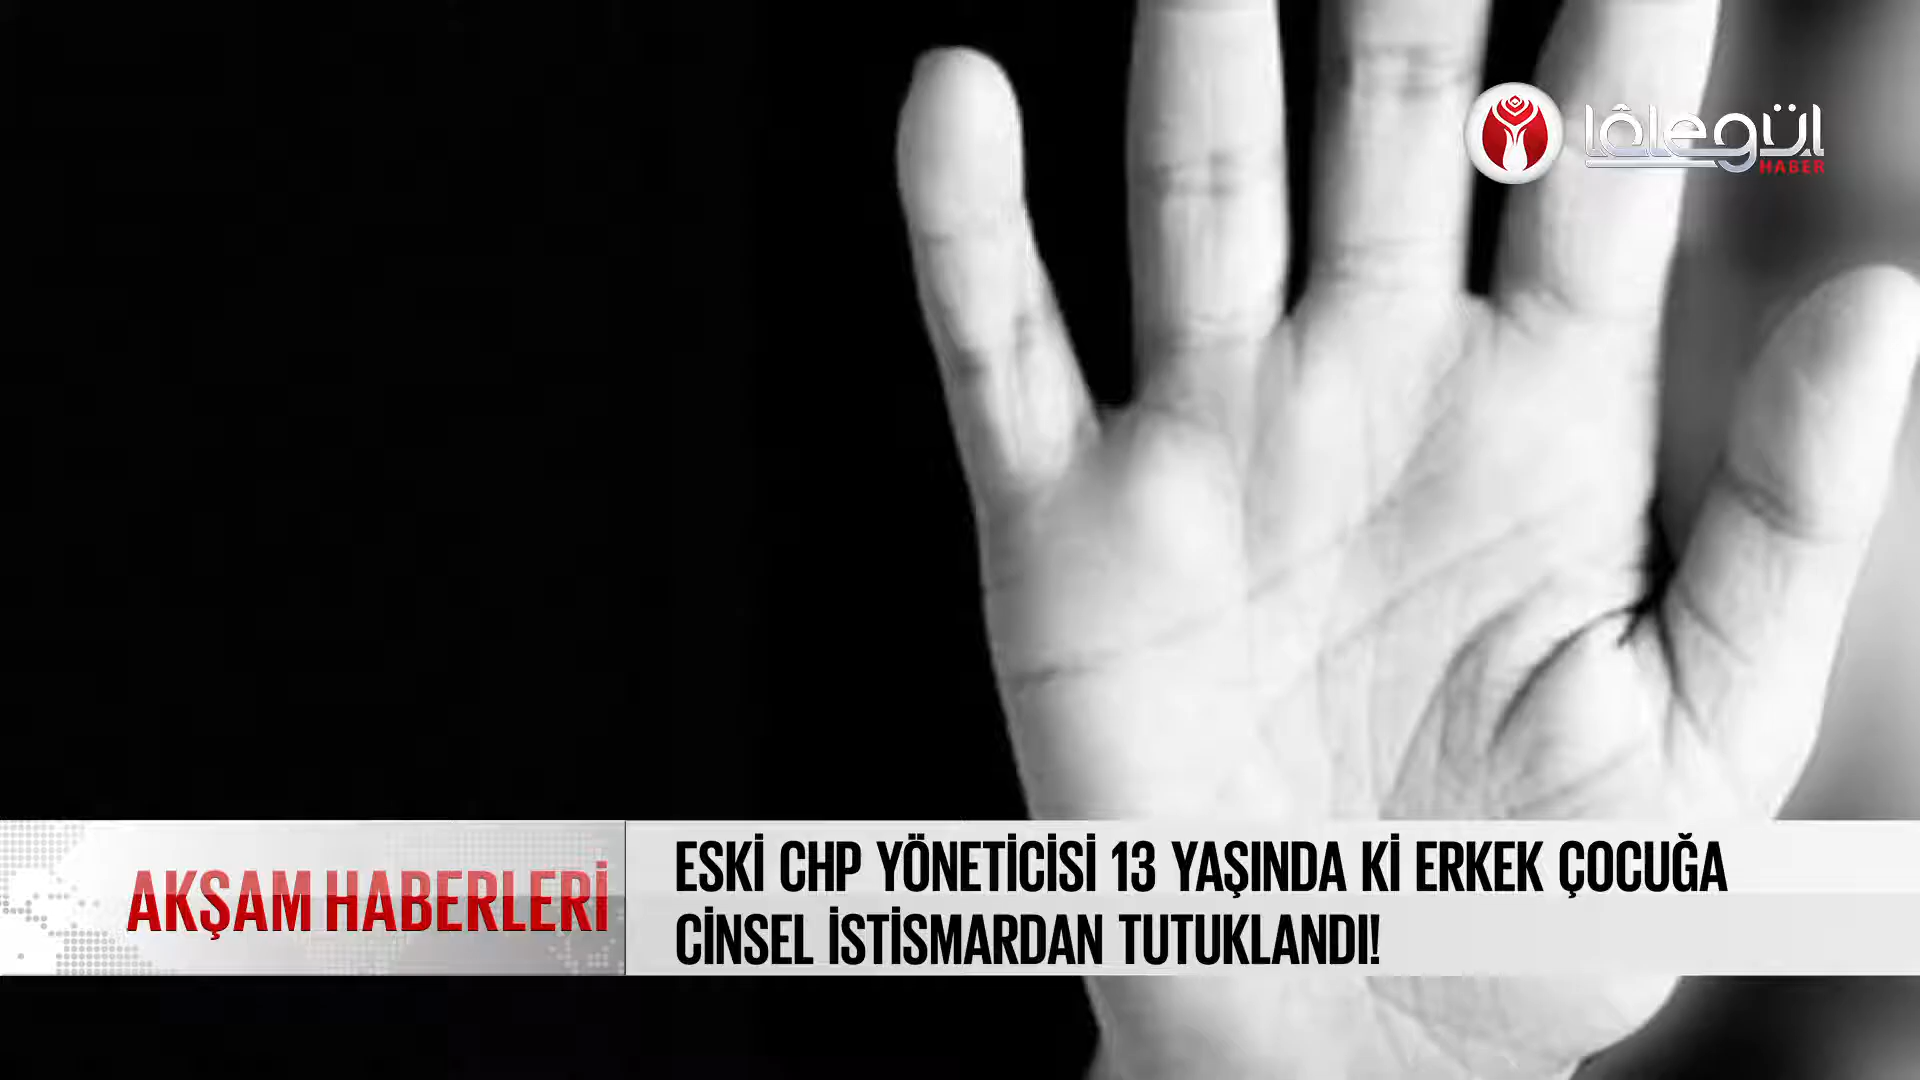 lâlegül
HABER
AKŞAM HABERLERİ
ESKİ CHP YÖNETİCİSİ 13 YAŞINDA Kİ ERKEK ÇOCUĞA
CİNSEL İSTİSMARDAN TUTUKLANDI!